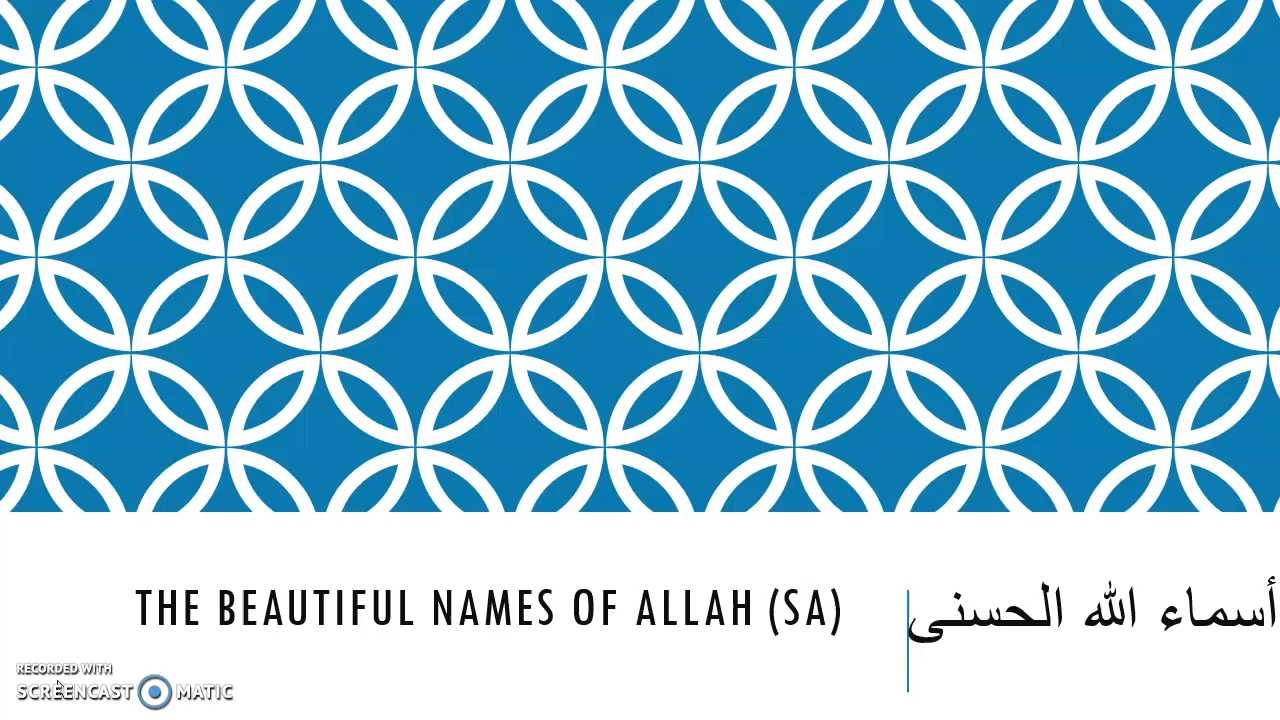 THE BEAUTIFUL NAMES OF ALLAH (SA)
أسماء الله الحسنى
RECORDED WITH
SCREENCAST MATIC